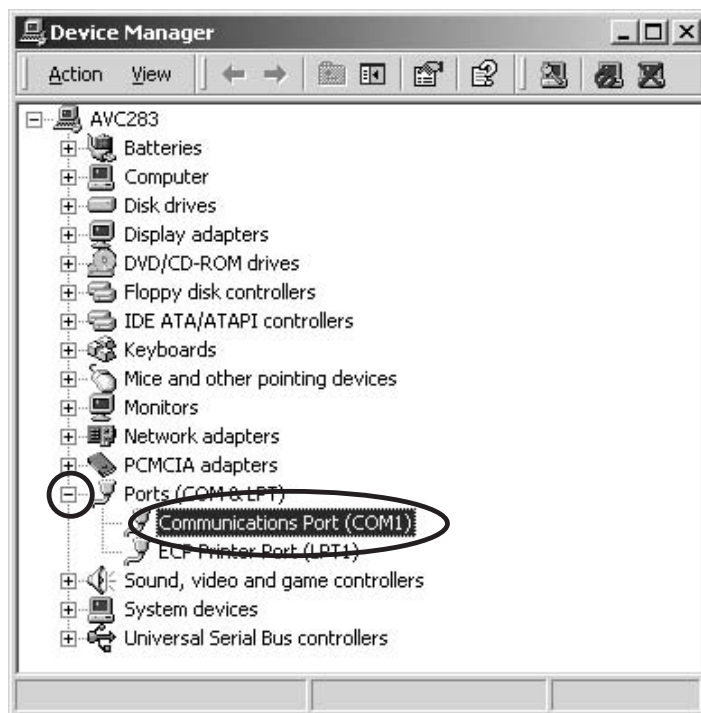 Device Manager
Action View
AVC283
Batteries
Computer
Disk drives
Display adapters
DVD/CD-ROM drives
Floppy disk controllers
IDE ATA/ATAPI controllers
Keyboards
Mice and other pointing devices
Monitors
Network adapters
PCMCIA adapters
Ports (COM & LPT)
Communications Port (COM1)
ECP Printer Port (LPT1)
Sound, video and game controllers
System devices
Universal Serial Bus controllers